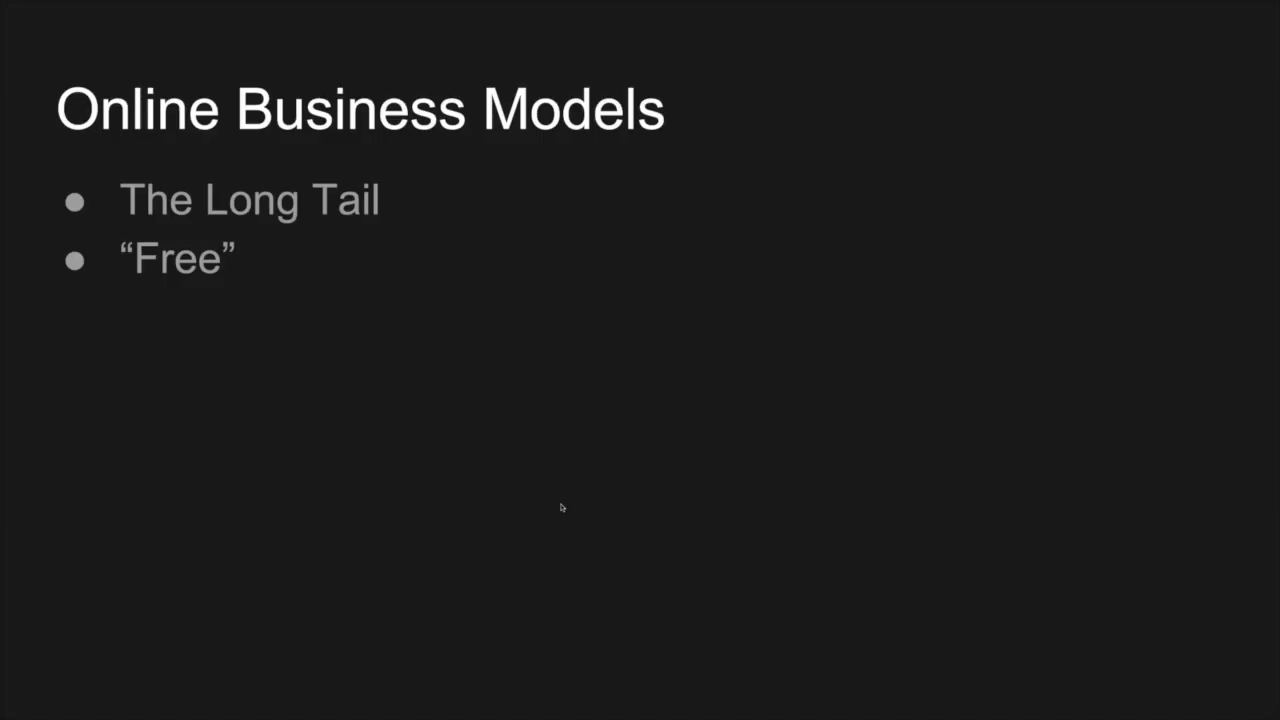 Online Business Models
● The Long Tail
● “Free”